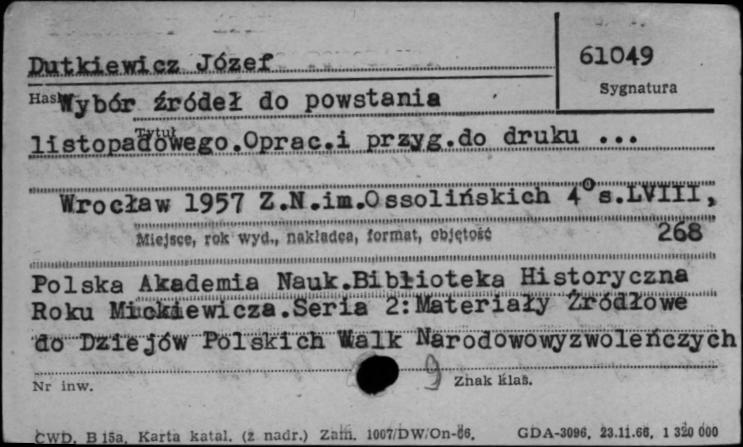 Dutkiewicz Józef
61049
Sygnatura
Hasło
Wybór źródeł do powstania
Tytuł
listopadowego.Oprac.i przyg.do druku ...
Wrocław 1957 Z.N.im.Ossolińskich 4° s.LVIII,
Miejsce, rok wyd., nakładca, format, objętość
268
Polska Akademia Nauk.Biblioteka Historyczna
Roku Mickiewicza.Seria 2:Materiały Źródłowe
do Dziejów Polskich Walk Narodowowyzwoleńczych
9
Nr inw.
Znak klas.
CWD. B 15a. Karta katal. (z nadr.) Zam. 1007/DW/On-66. GDA-3096, 23.11.66, 1 320 000